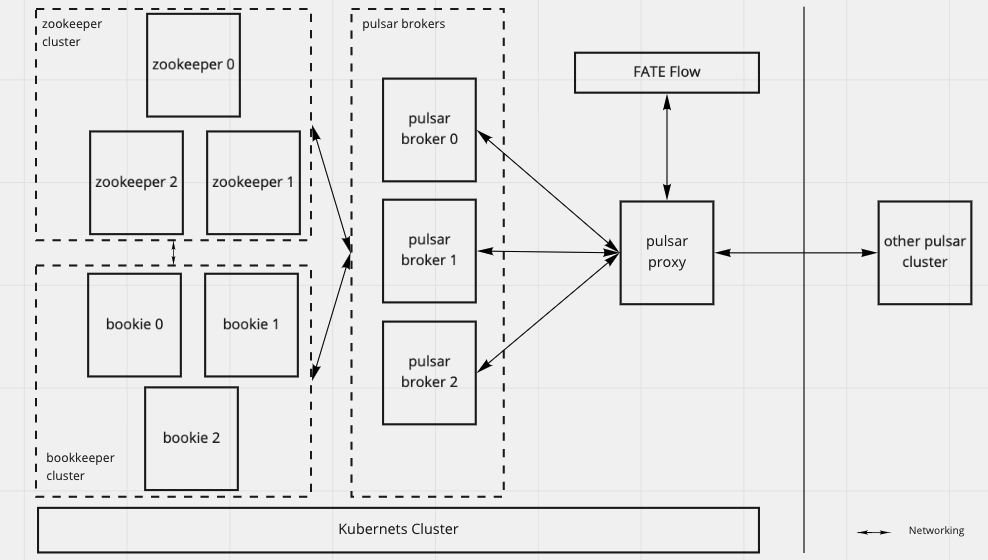 zookeeper
cluster
zookeeper 0
zookeeper 2
zookeeper 1
bookie 0
bookie 1
bookie 2
bookkeeper
cluster
pulsar brokers
pulsar
broker 0
pulsar
broker 1
pulsar
broker 2
FATE Flow
pulsar
proxy
other pulsar
cluster
Kubernets Cluster
Networking